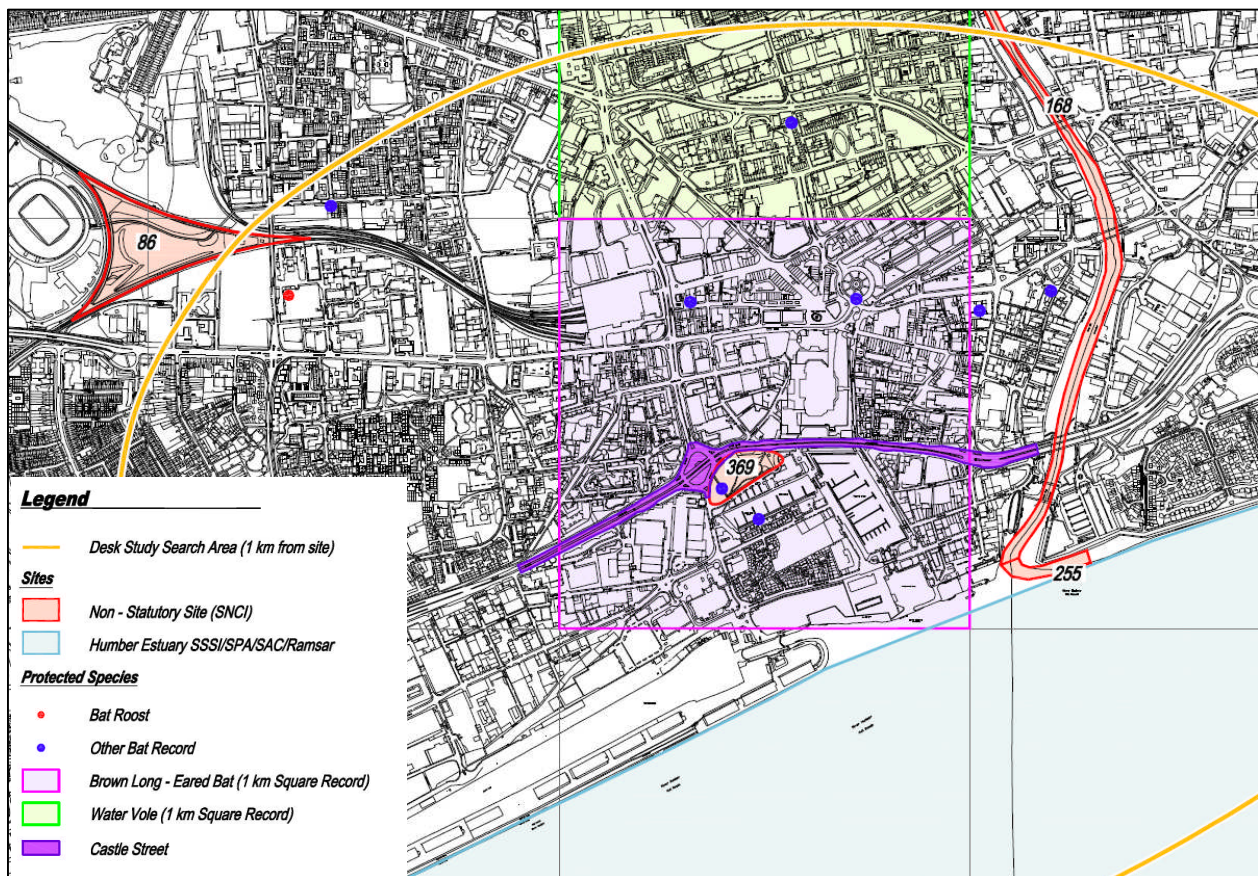 168
86
369
255
Legend
Desk Study Search Area (1 km from site)
Sites
Non - Statutory Site (SNCI)
Humber Estuary SSSI/SPA/SAC/Ramsar
Protected Species
Bat Roost
Other Bat Record
Brown Long - Eared Bat (1 km Square Record)
Water Vole (1 km Square Record)
Castle Street